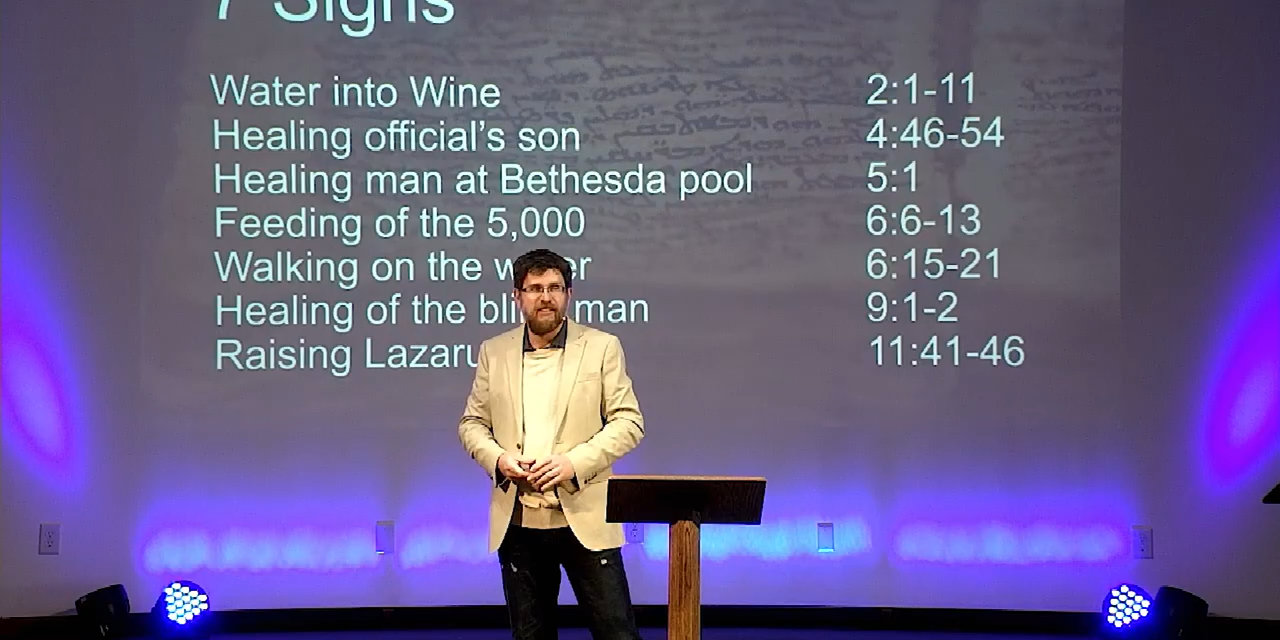 7 Signs
Water into Wine 2:1-11
Healing official's son 4:46-54
Healing man at Bethesda pool 5:1
Feeding of the 5,000 6:6-13
Walking on the 6:15-21
Healing of the man 9:1-2
Raising 11:41-46